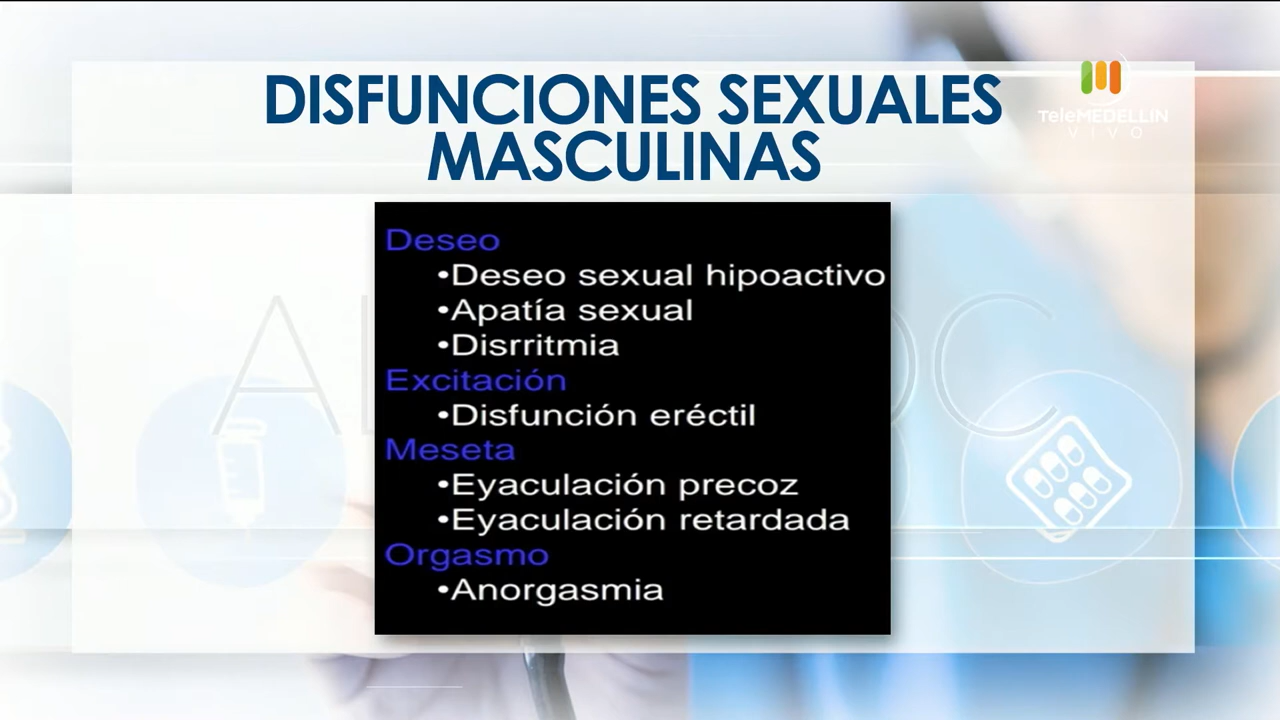 DISFUNCIONES SEXUALES
MASCULINAS
TeleMEDELLÍN
VIVO
Deseo
•Deseo sexual hipoactivo
•Apatía sexual
•Disrritmia
Excitación
•Disfunción eréctil
Meseta
•Eyaculación precoz
•Eyaculación retardada
Orgasmo
•Anorgasmia